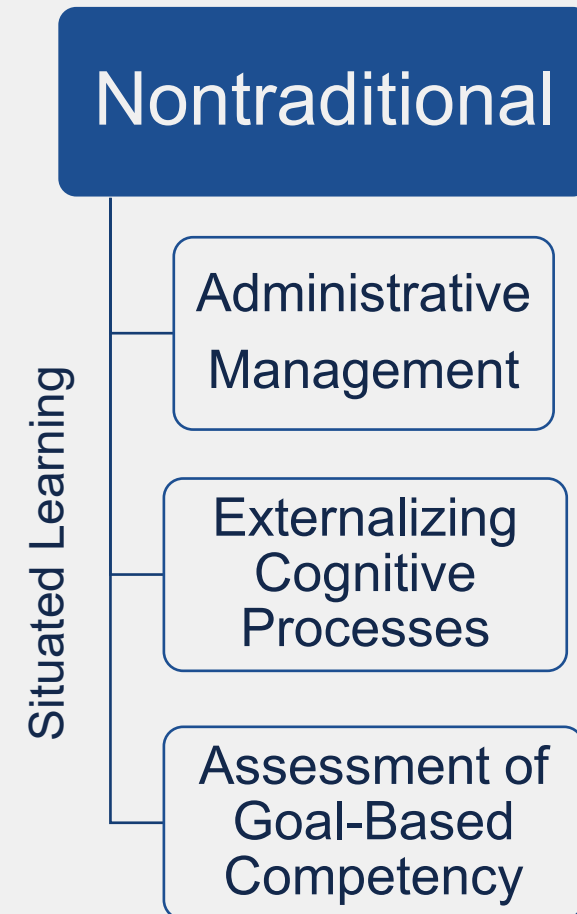 Nontraditional
Administrative
Management
Externalizing
Cognitive
Processes
Assessment of
Goal-Based
Competency
Situated Learning